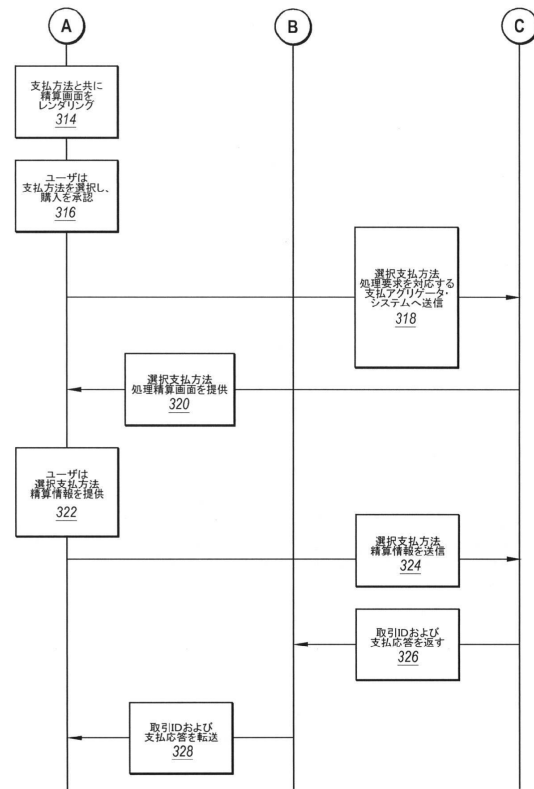 A
B
C
支払方法と共に
精算画面を
レンダリング
314
ユーザは
支払方法を選択し、
購入を承認
316
選択支払方法
処理要求を対応する
支払アグリゲータ・
システムへ送信
318
選択支払方法
処理精算画面を提供
320
ユーザは
選択支払方法
精算情報を提供
322
選択支払方法
精算情報を送信
324
取引IDおよび
支払応答を返す
326
取引IDおよび
支払応答を転送
328